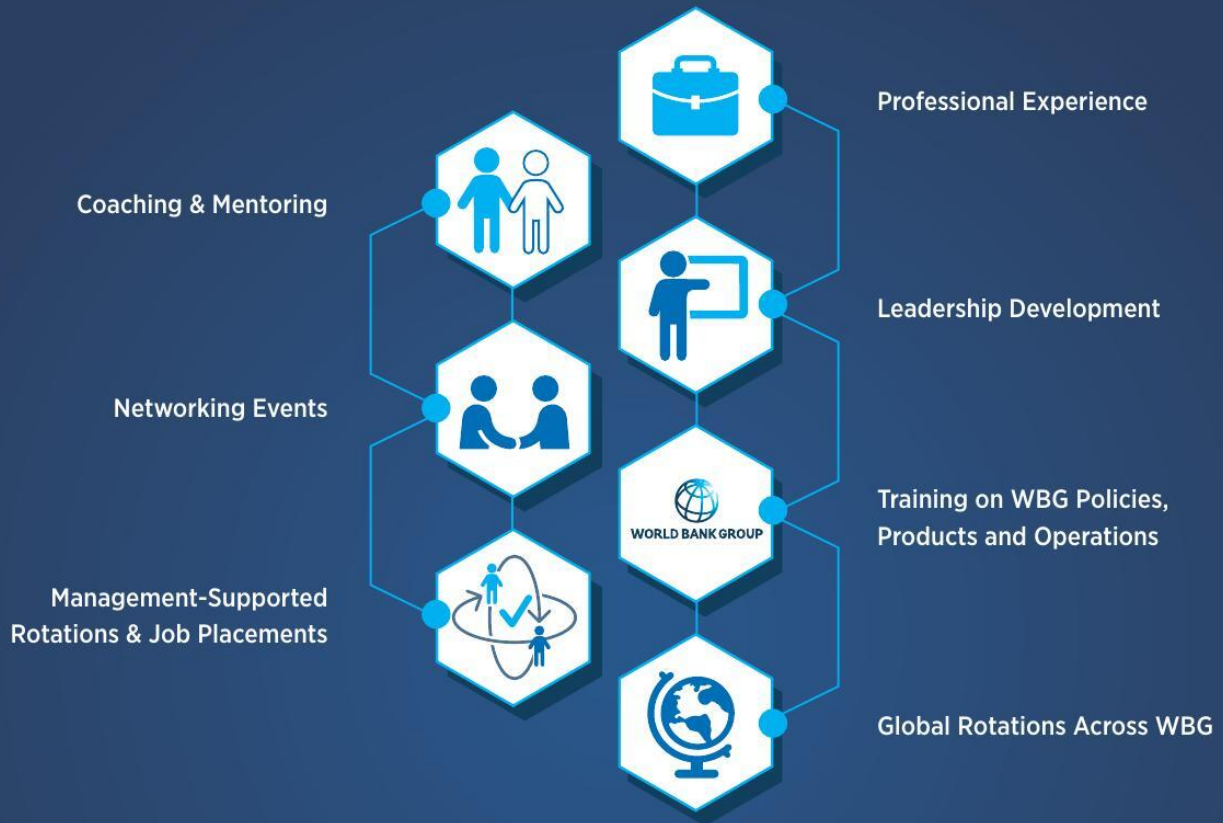 Professional Experience
Coaching & Mentoring
Leadership Development
Networking Events
WORLD BANK GROUP
Training on WBG Policies,
Products and Operations
Management-Supported
Rotations & Job Placements
Global Rotations Across WBG